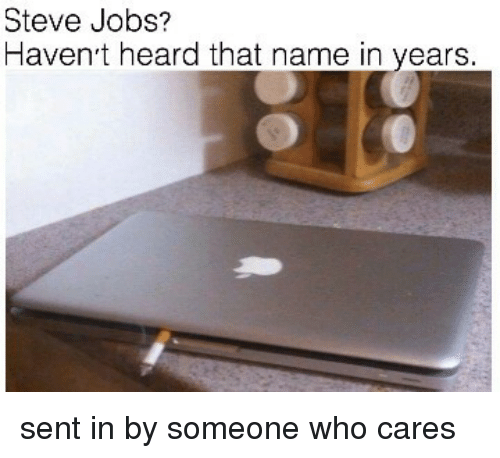 Steve Jobs?
Haven't heard that name in years.
sent in by someone who cares